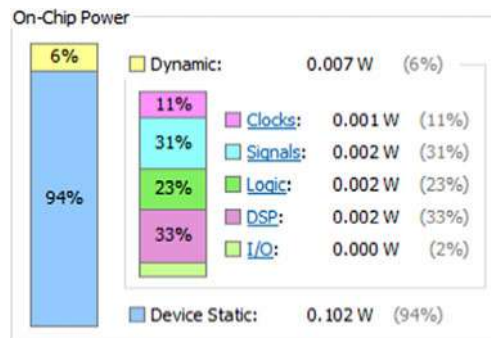 On-Chip Power
6% Dynamic: 0.007 W (6%)
11% Clocks: 0.001 W (11%)
31% Signals: 0.002 W (31%)
94% 23% Logic: 0.002 W (23%)
33% DSP: 0.002 W (33%)
I/O: 0.000 W (2%)
Device Static: 0.102 W (94%)